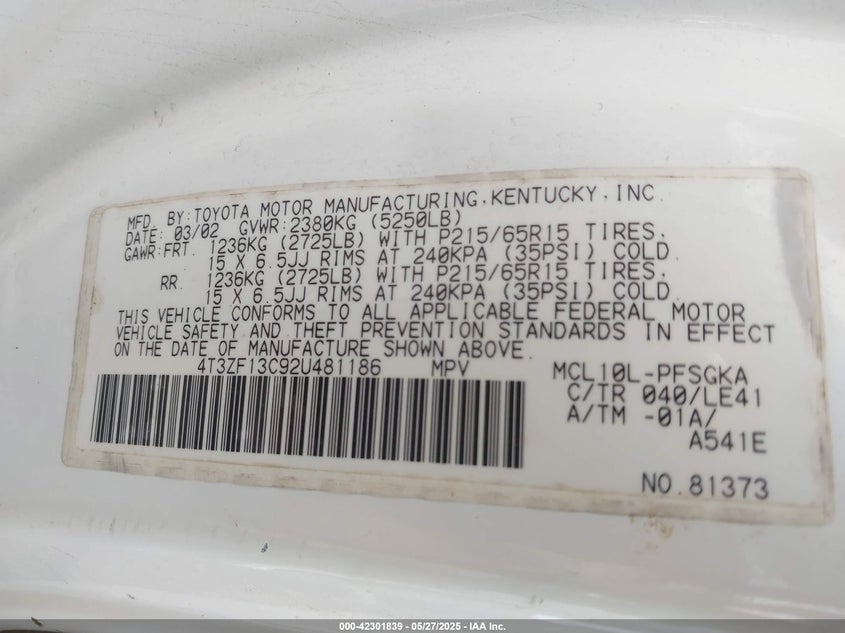 MFD. BY:TOYOTA MOTOR MANUFACTURING,KENTUCKY,INC.
DATE: 03/02 GVWR:2380KG (5250LB)
GAWR:FRT. 1236KG (2725LB) WITH P215/65R15 TIRES.
15 X 6.5JJ RIMS AT 240KPA (35PSI) COLD.
RR. 1236KG (2725LB) WITH P215/65R15 TIRES.
15 X 6.5JJ RIMS AT 240KPA (35PSI) COLD.
THIS VEHICLE CONFORMS TO ALL APPLICABLE FEDERAL MOTOR
VEHICLE SAFETY AND THEFT PREVENTION STANDARDS IN EFFECT
ON THE DATE OF MANUFACTURE SHOWN ABOVE.
4T3ZF13C92U481186 MPV MCL10L-PFSGKA
C/TR 040/LE41
A/TM -01A/
A541E
NO.81373
000-42301839 - 05/27/2025 - IAA Inc.